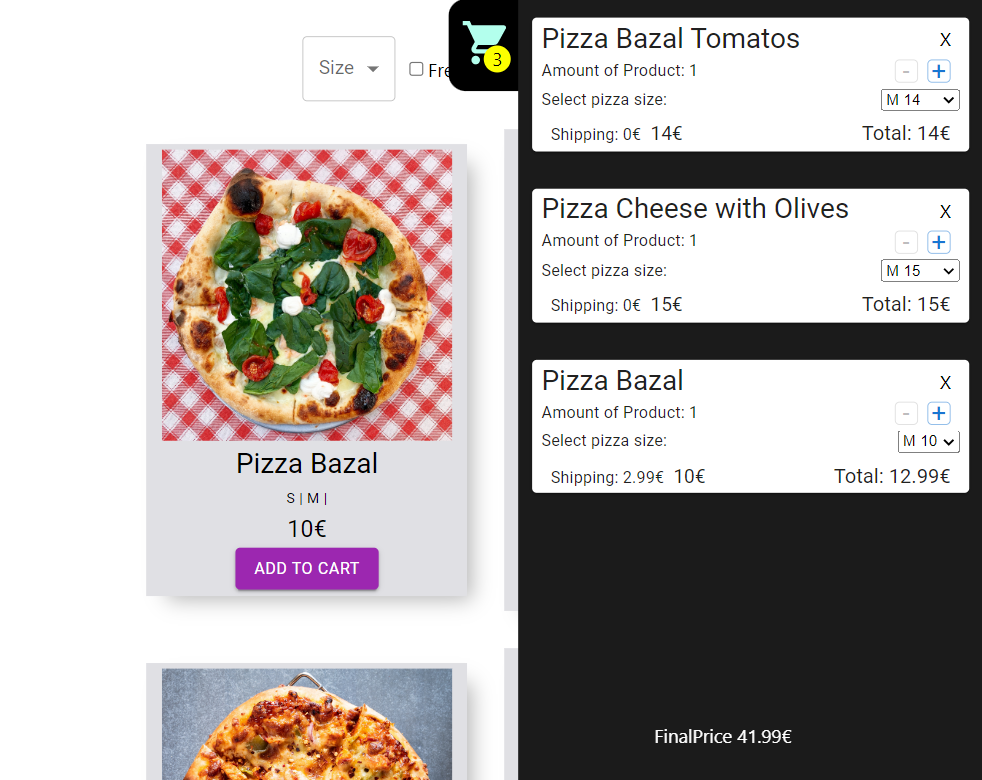 Size
Fre
3
Pizza Bazal
S | M |
10€
ADD TO CART
Pizza Bazal Tomatos
X
Amount of Product: 1
- +
Select pizza size:
M 14
Shipping: 0€ 14€
Total: 14€
Pizza Cheese with Olives
X
Amount of Product: 1
- +
Select pizza size:
M 15
Shipping: 0€ 15€
Total: 15€
Pizza Bazal
X
Amount of Product: 1
- +
Select pizza size:
M 10
Shipping: 2.99€ 10€
Total: 12.99€
FinalPrice 41.99€